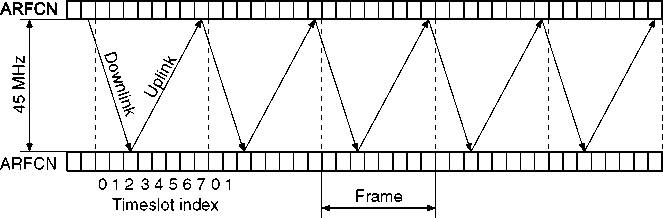 ARFCN
45 MHz
Downlink
Uplink
ARFCN
0 1 2 3 4 5 6 7 0 1
Timeslot index
Frame